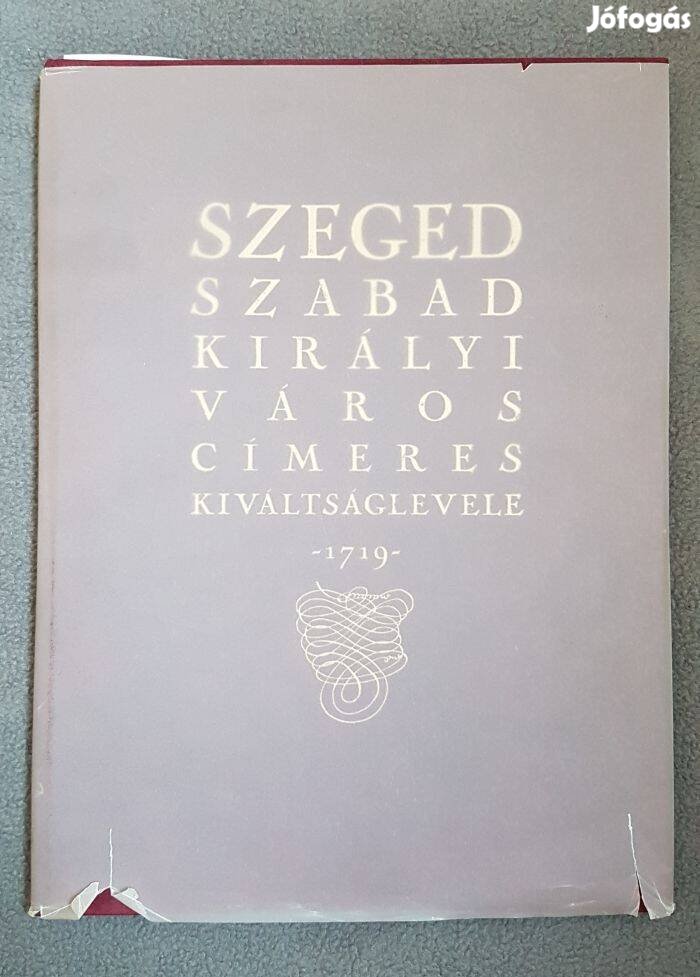 Jófogás
SZEGED
SZABAD
KIRÁLYI
VÁROS
CÍMERES
KIVÁLTSÁGLEVELE
-1719-